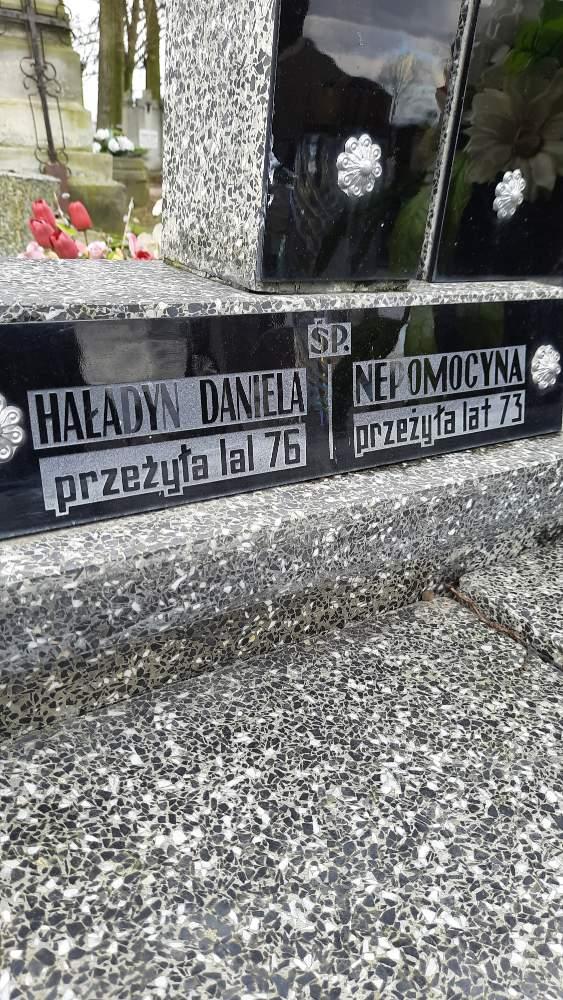 ŚP.
HAŁADYN DANIELA
przeżyła lal 76
NEPOMOCYNA
przeżyła lat 73